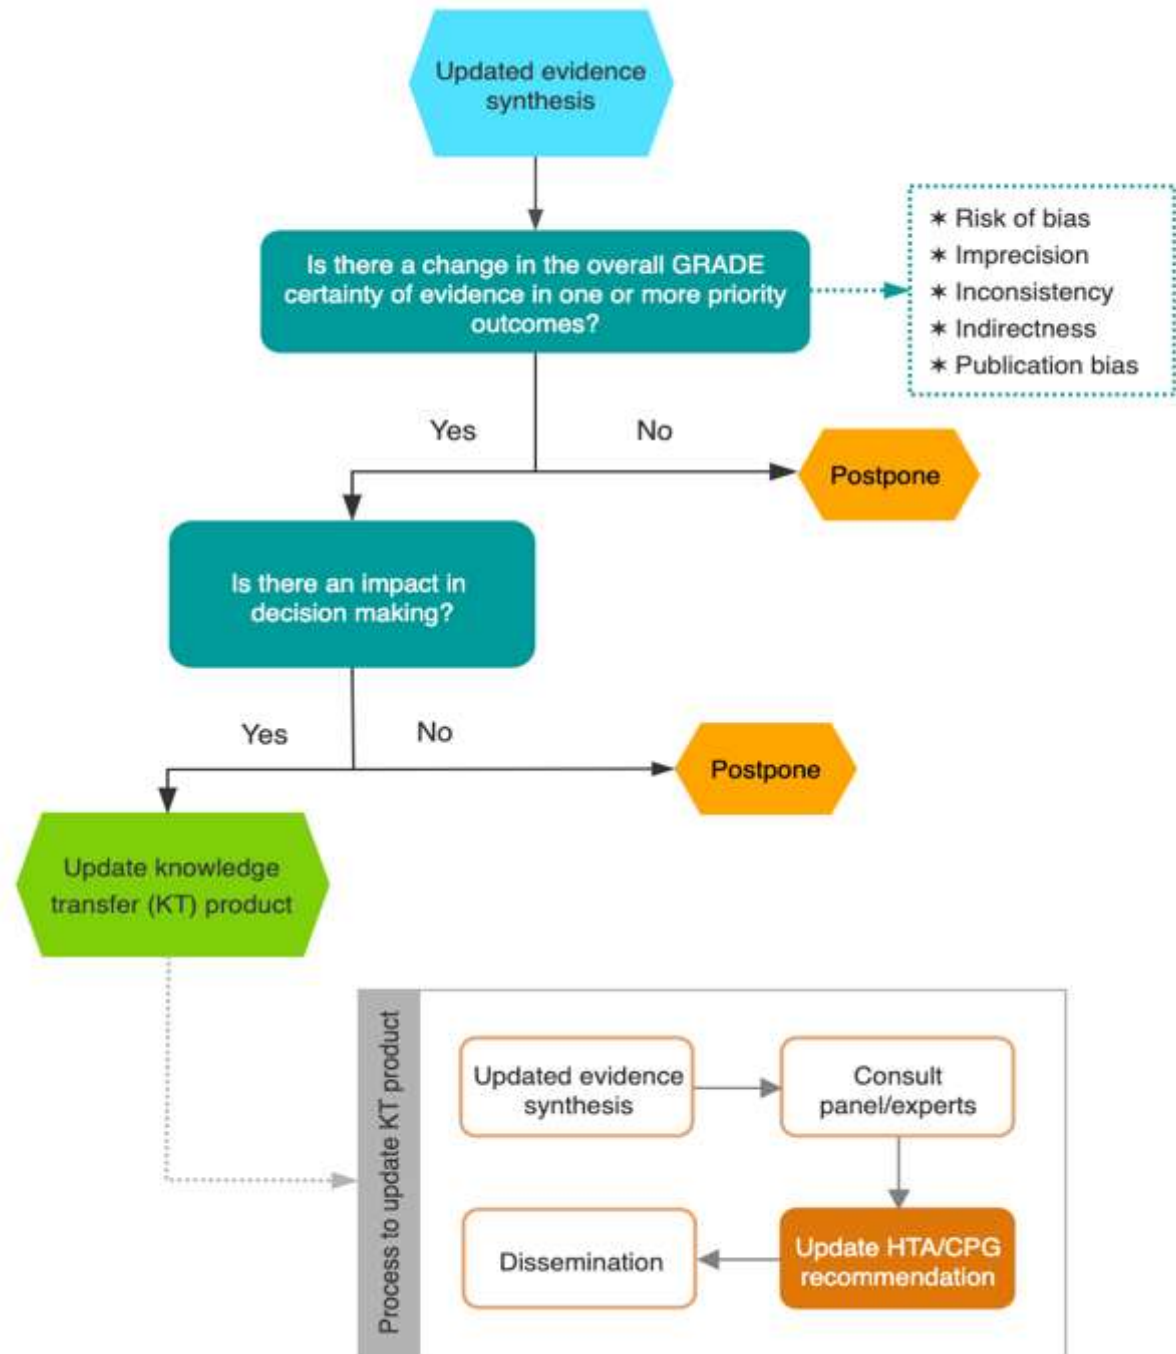 Updated evidence
synthesis
Is there a change in the overall GRADE
certainty of evidence in one or more priority
outcomes?
✶ Risk of bias
✶ Imprecision
✶ Inconsistency
✶ Indirectness
✶ Publication bias
Yes
No
Postpone
Is there an impact in
decision making?
Yes
No
Postpone
Update knowledge
transfer (KT) product
Process to update KT product
Updated evidence
synthesis
Consult
panel/experts
Update HTA/CPG
recommendation
Dissemination